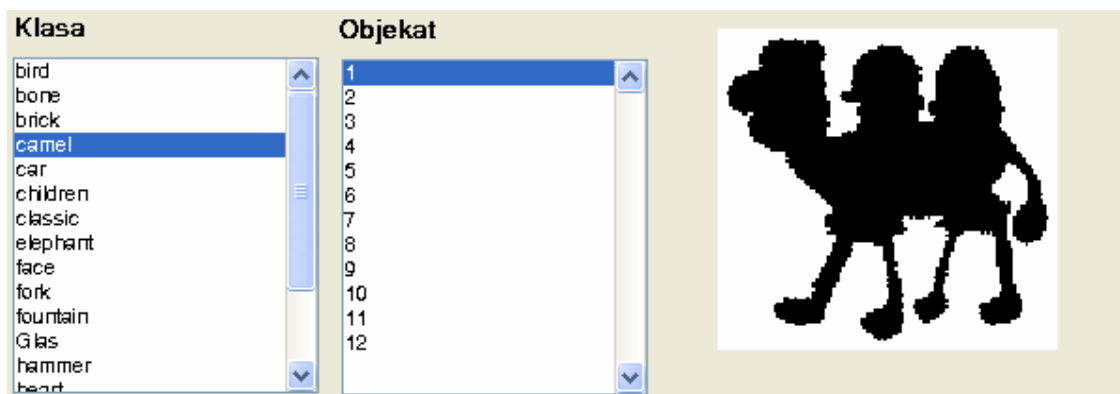 Klasa
bird
bone
brick
camel
car
children
classic
elephant
face
fork
fountain
Glas
hammer
heart
Objekat
1
2
3
4
5
6
7
8
9
10
11
12